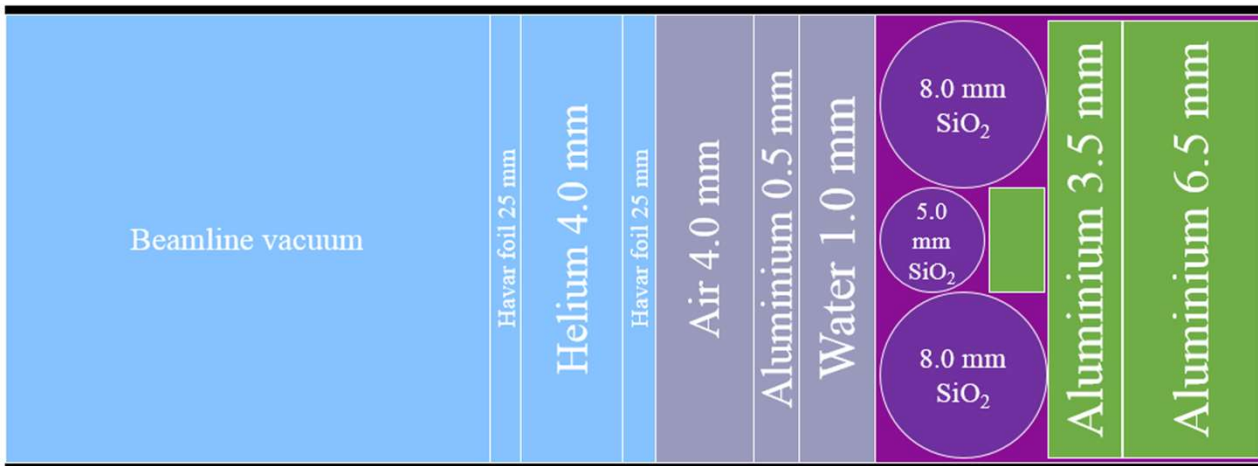 Beamline vacuum
Havar foil 25 mm
Helium 4.0 mm
Havar foil 25 mm
Air 4.0 mm
Aluminium 0.5 mm
Water 1.0 mm
8.0 mm
SiO₂
5.0
mm
SiO₂
8.0 mm
SiO₂
Aluminium 3.5 mm
Aluminium 6.5 mm